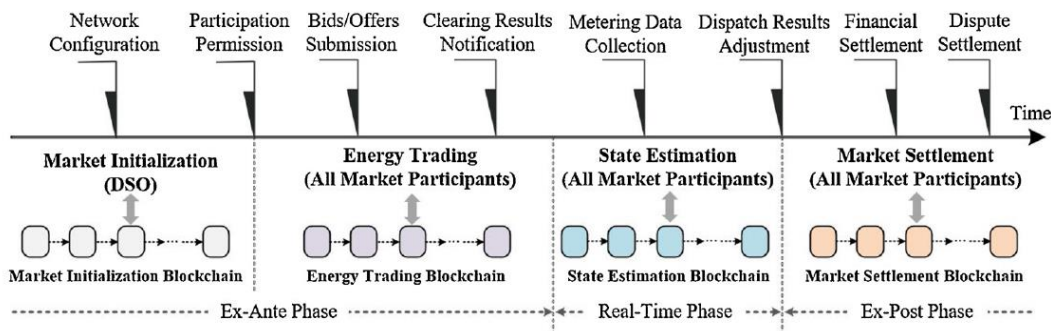 Network
Configuration
Participation
Permission
Bids/Offers
Submission
Clearing Results
Notification
Metering Data
Collection
Dispatch Results
Adjustment
Financial
Settlement
Dispute
Settlement
Time
Market Initialization
(DSO)
Energy Trading
(All Market Participants)
State Estimation
(All Market Participants)
Market Settlement
(All Market Participants)
Market Initialization Blockchain
Energy Trading Blockchain
State Estimation Blockchain
Market Settlement Blockchain
Ex-Ante Phase
Real-Time Phase
Ex-Post Phase